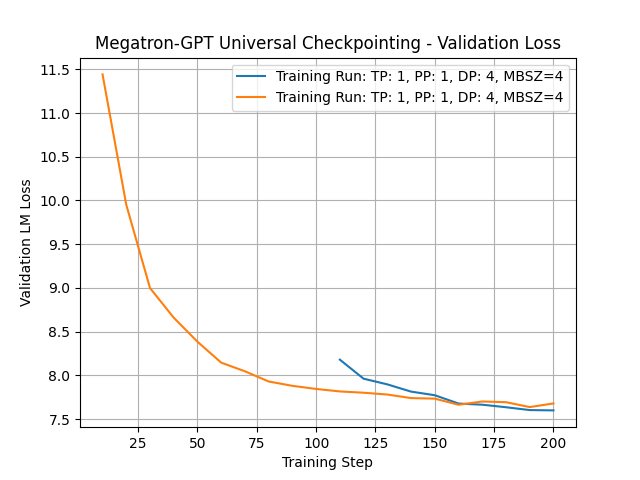 Megatron-GPT Universal Checkpointing - Validation Loss
Training Run: TP: 1, PP: 1, DP: 4, MBSZ=4
Training Run: TP: 1, PP: 1, DP: 4, MBSZ=4
Validation LM Loss
11.5
11.0
10.5
10.0
9.5
9.0
8.5
8.0
7.5
25 50 75 100 125 150 175 200
Training Step